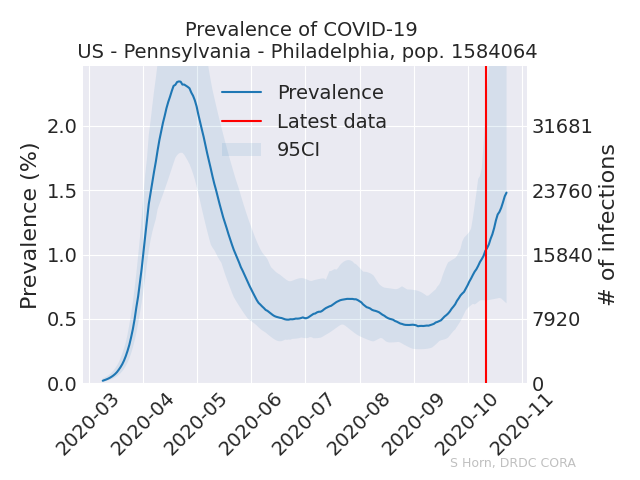 Prevalence of COVID-19
US - Pennsylvania - Philadelphia, pop. 1584064
Prevalence
Latest data
95CI
Prevalence (%)
2.0
1.5
1.0
0.5
0.0
31681
23760
15840
7920
0
# of infections
2020-03
2020-04
2020-05
2020-06
2020-07
2020-08
2020-09
2020-10
2020-11
S Horn, DRDC CORA